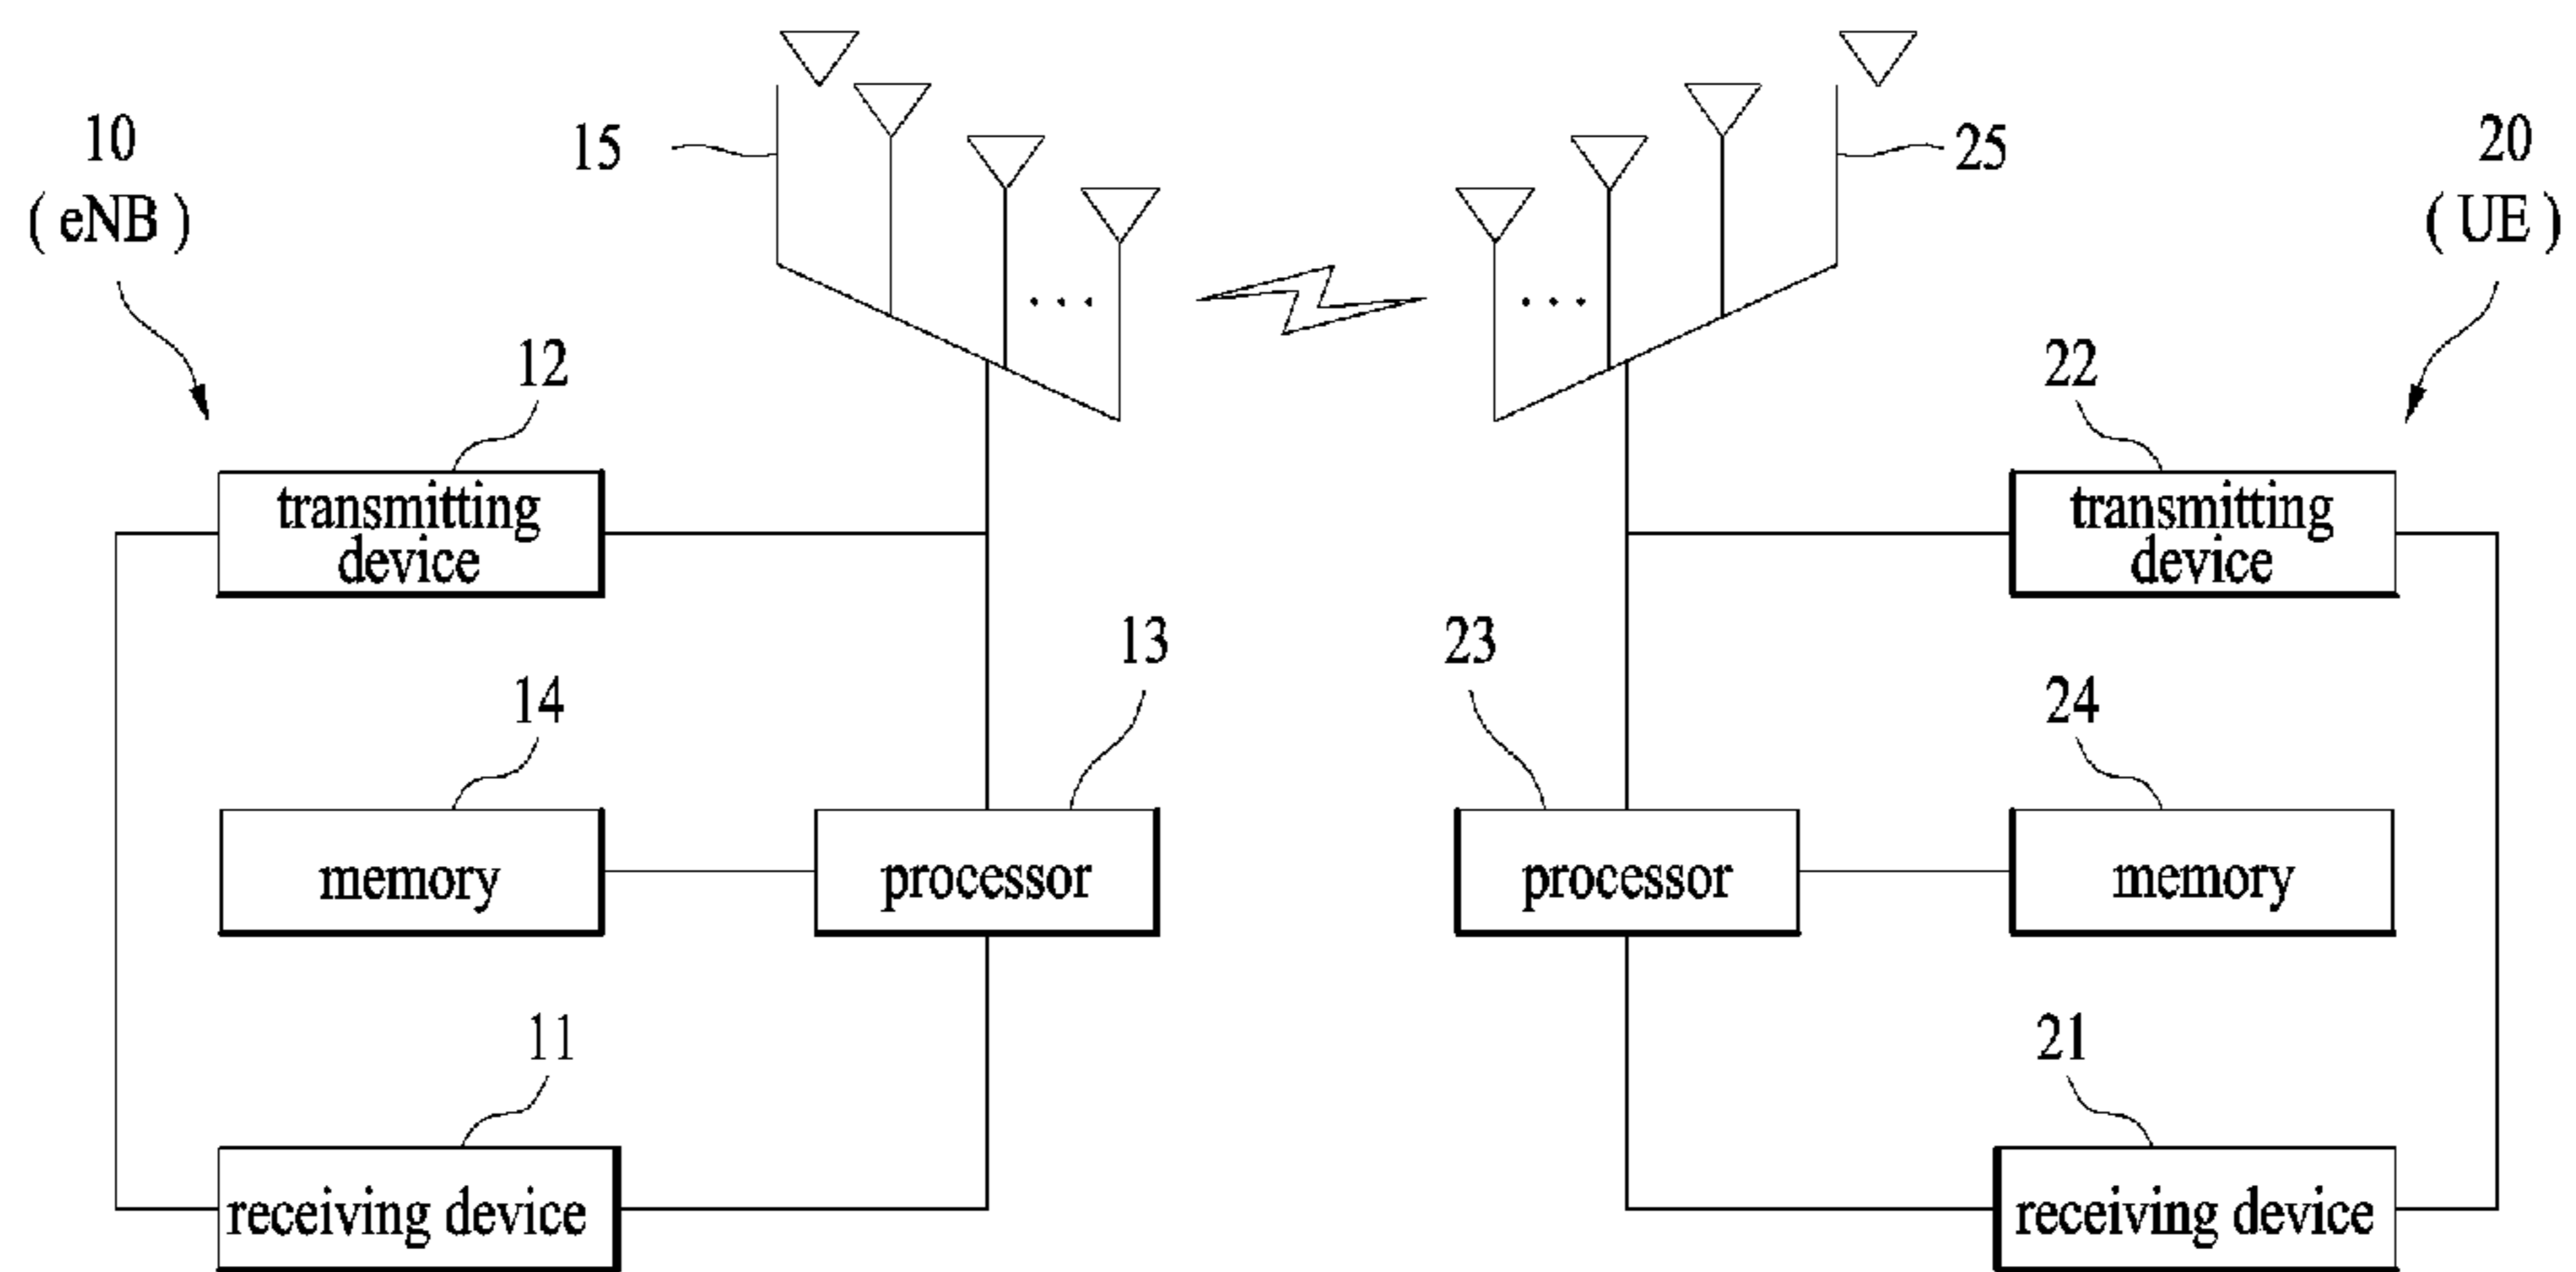 10
( eNB )
15
25
20
( UE )
12
22
transmitting
device
transmitting
device
13
23
14
24
memory
processor
processor
memory
11
21
receiving device
receiving device